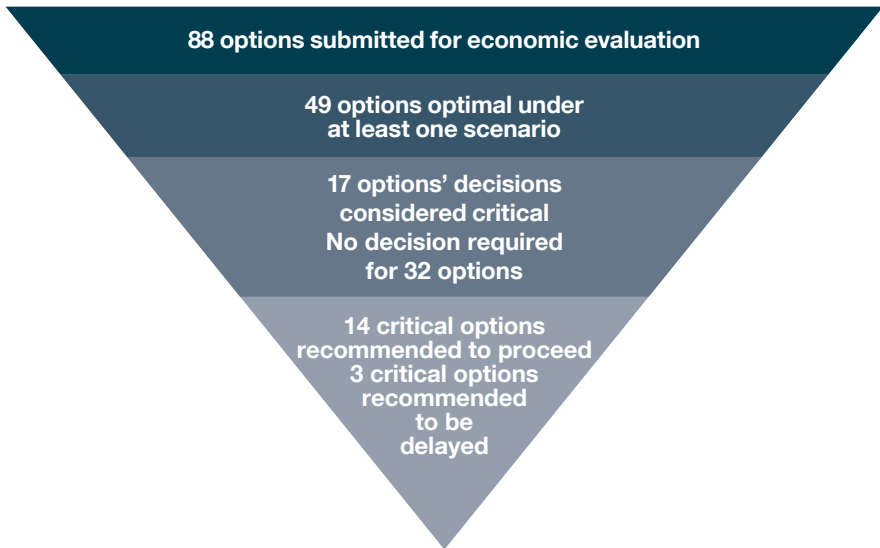 88 options submitted for economic evaluation
49 options optimal under
at least one scenario
17 options’ decisions
considered critical
No decision required
for 32 options
14 critical options
recommended to proceed
3 critical options
recommended
to be
delayed